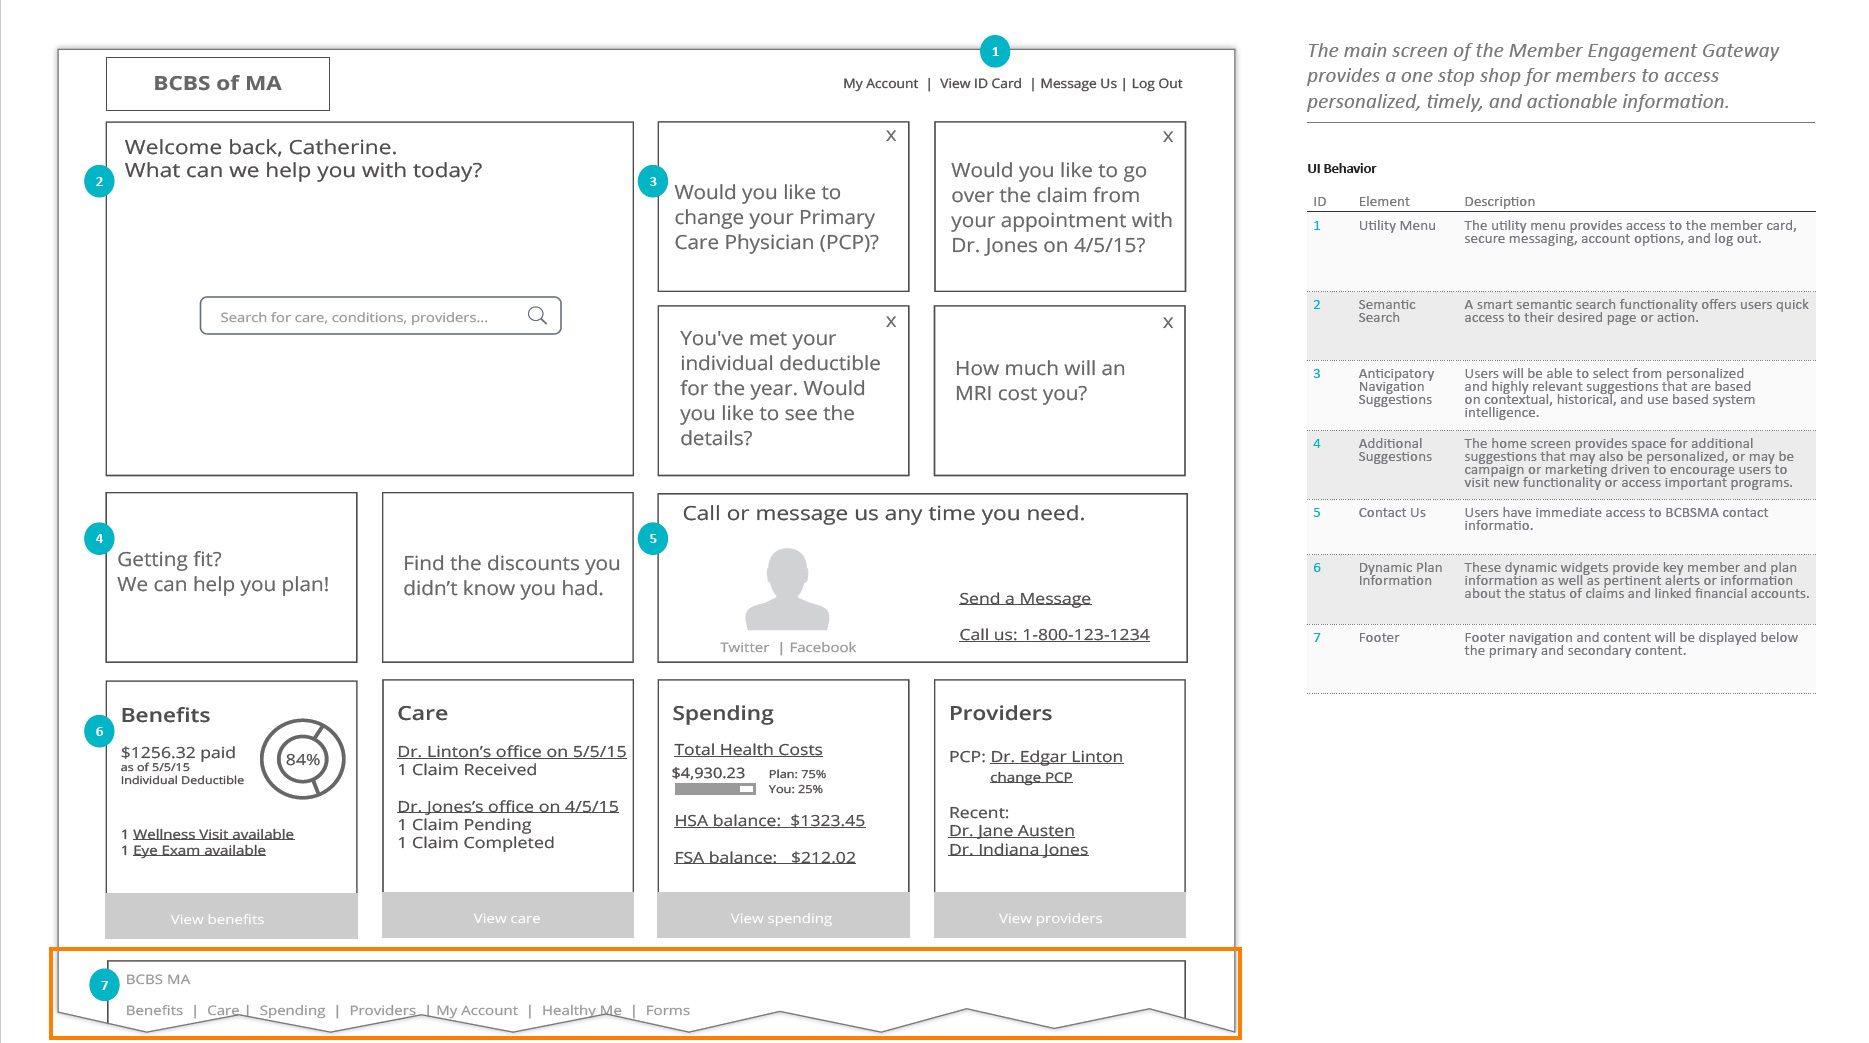 1
BCBS of MA
My Account | View ID Card | Message Us | Log Out
2
Welcome back, Catherine.
What can we help you with today?
Search for care, conditions, providers...
3
X
Would you like to
change your Primary
Care Physician (PCP)?
X
Would you like to go
over the claim from
your appointment with
Dr. Jones on 4/5/15?
X
You've met your
individual deductible
for the year. Would
you like to see the
details?
X
How much will an
MRI cost you?
4
Getting fit?
We can help you plan!
Find the discounts you
didn't know you had.
5
Call or message us any time you need.
Twitter | Facebook
Send a Message
Call us: 1-800-123-1234
6
Benefits
$1256.32 paid
as of 5/5/15
Individual Deductible
84%
1 Wellness Visit available
1 Eye Exam available
View benefits
Care
Dr. Linton's office on 5/5/15
1 Claim Received
Dr. Jones's office on 4/5/15
1 Claim Pending
1 Claim Completed
View care
Spending
Total Health Costs
$4,930.23
Plan: 75%
You: 25%
HSA balance: $1323.45
FSA balance: $212.02
View spending
Providers
PCP: Dr. Edgar Linton
change PCP
Recent:
Dr. Jane Austen
Dr. Indiana Jones
View providers
7
BCBS MA
Benefits | Care | Spending | Providers | My Account | Healthy Me | Forms
The main screen of the Member Engagement Gateway
provides a one stop shop for members to access
personalized, timely, and actionable information.
UI Behavior
ID Element Description
1 Utility Menu The utility menu provides access to the member card,
secure messaging, account options, and log out.
2 Semantic A smart semantic search functionality offers users quick
Search access to their desired page or action.
3 Anticipatory Users will be able to select from personalized
Navigation and highly relevant suggestions that are based
Suggestions on contextual, historical, and use based system
intelligence.
4 Additional The home screen provides space for additional
Suggestions suggestions that may also be personalized, or may be
campaign or marketing driven to encourage users to
visit new functionality or access important programs.
5 Contact Us Users have immediate access to BCBSMA contact
informatio.
6 Dynamic Plan These dynamic widgets provide key member and plan
Information information as well as pertinent alerts or information
about the status of claims and linked financial accounts.
7 Footer Footer navigation and content will be displayed below
the primary and secondary content.